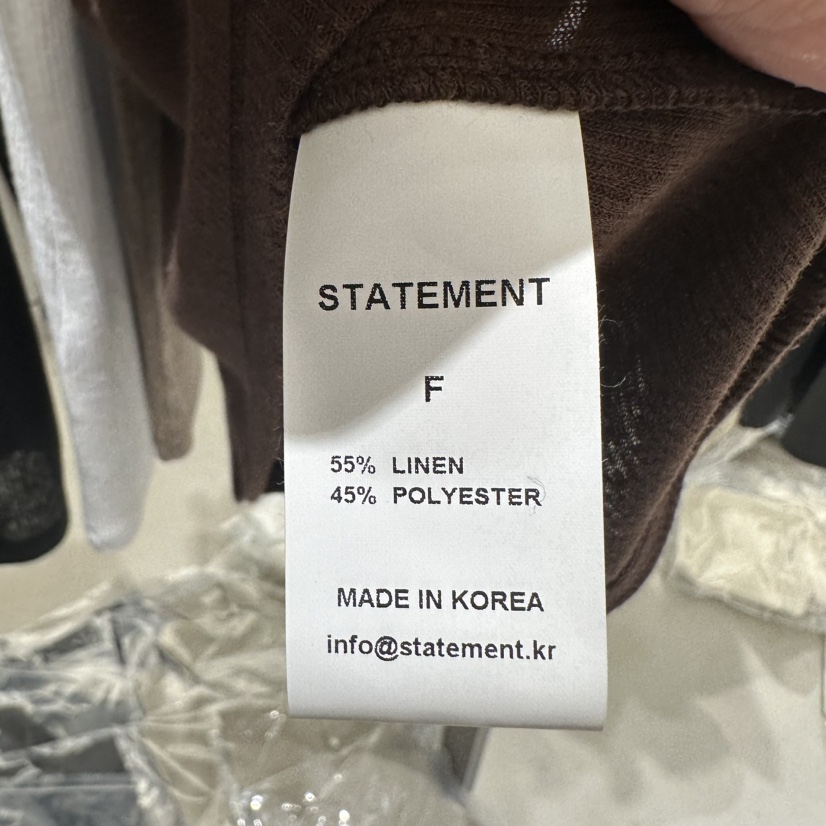 STATEMENT
F
55% LINEN
45% POLYESTER
MADE IN KOREA
info@statement.kr